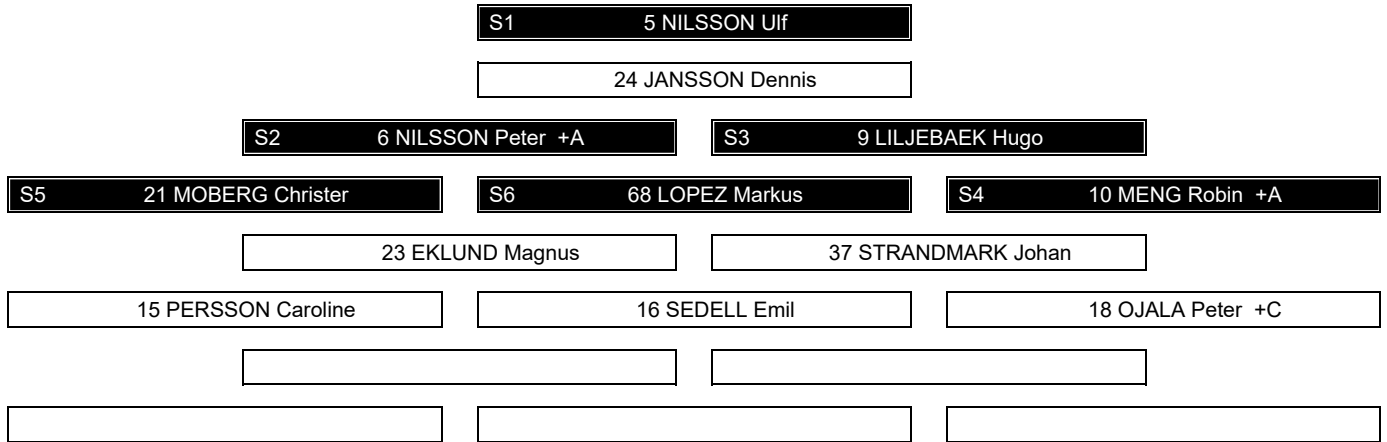 S1 5 NILSSON Ulf
24 JANSSON Dennis
S2 6 NILSSON Peter +A S3 9 LILJEBAEK Hugo
S5 21 MOBERG Christer S6 68 LOPEZ Markus S4 10 MENG Robin +A
23 EKLUND Magnus 37 STRANDMARK Johan
15 PERSSON Caroline 16 SEDELL Emil 18 OJALA Peter +C